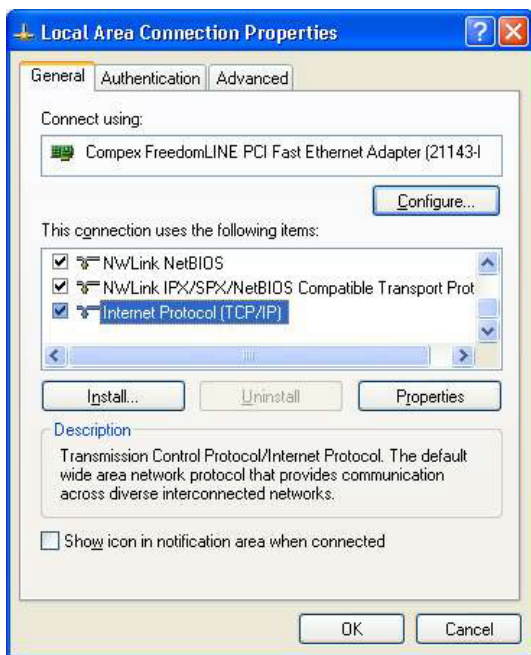 Local Area Connection Properties
General Authentication Advanced
Connect using:
Compex FreedomLINE PCI Fast Ethernet Adapter (21143-I
Configure...
This connection uses the following items:
NWLink NetBIOS
NWLink IPX/SPX/NetBIOS Compatible Transport Prot
Internet Protocol (TCP/IP)
Install... Uninstall Properties
Description
Transmission Control Protocol/Internet Protocol. The default
wide area network protocol that provides communication
across diverse interconnected networks.
Show icon in notification area when connected
OK Cancel